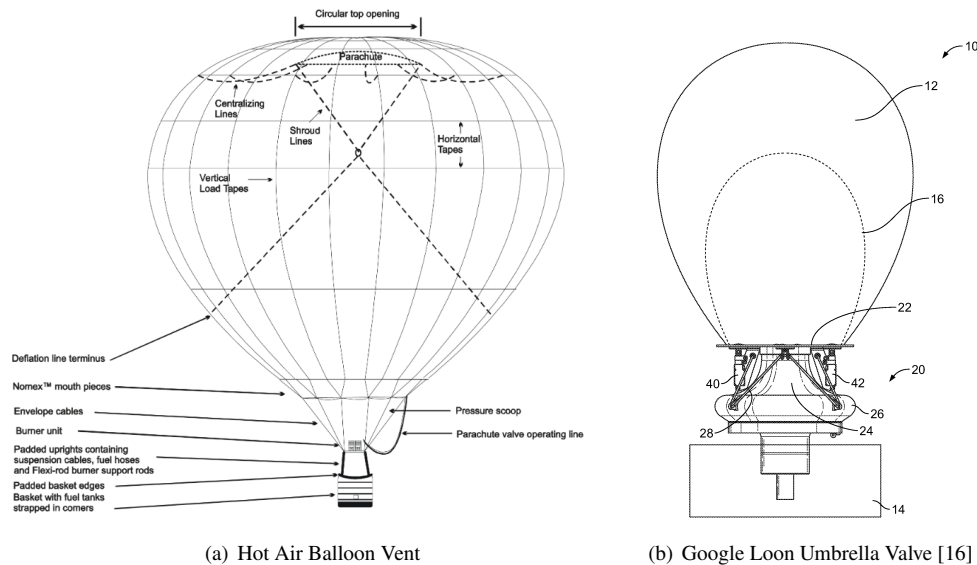 Circular top opening
Parachute
Centralizing
Lines
Shroud
Lines
Horizontal
Tapes
Vertical
Load Tapes
Deflation line terminus
Nomex™ mouth pieces
Envelope cables
Burner unit
Padded uprights containing
suspension cables, fuel hoses
and Flexi-rod burner support rods
Padded basket edges
Basket with fuel tanks
strapped in corners
Pressure scoop
Parachute valve operating line
(a) Hot Air Balloon Vent
10
12
16
22
20
40
42
26
28
24
14
(b) Google Loon Umbrella Valve [16]